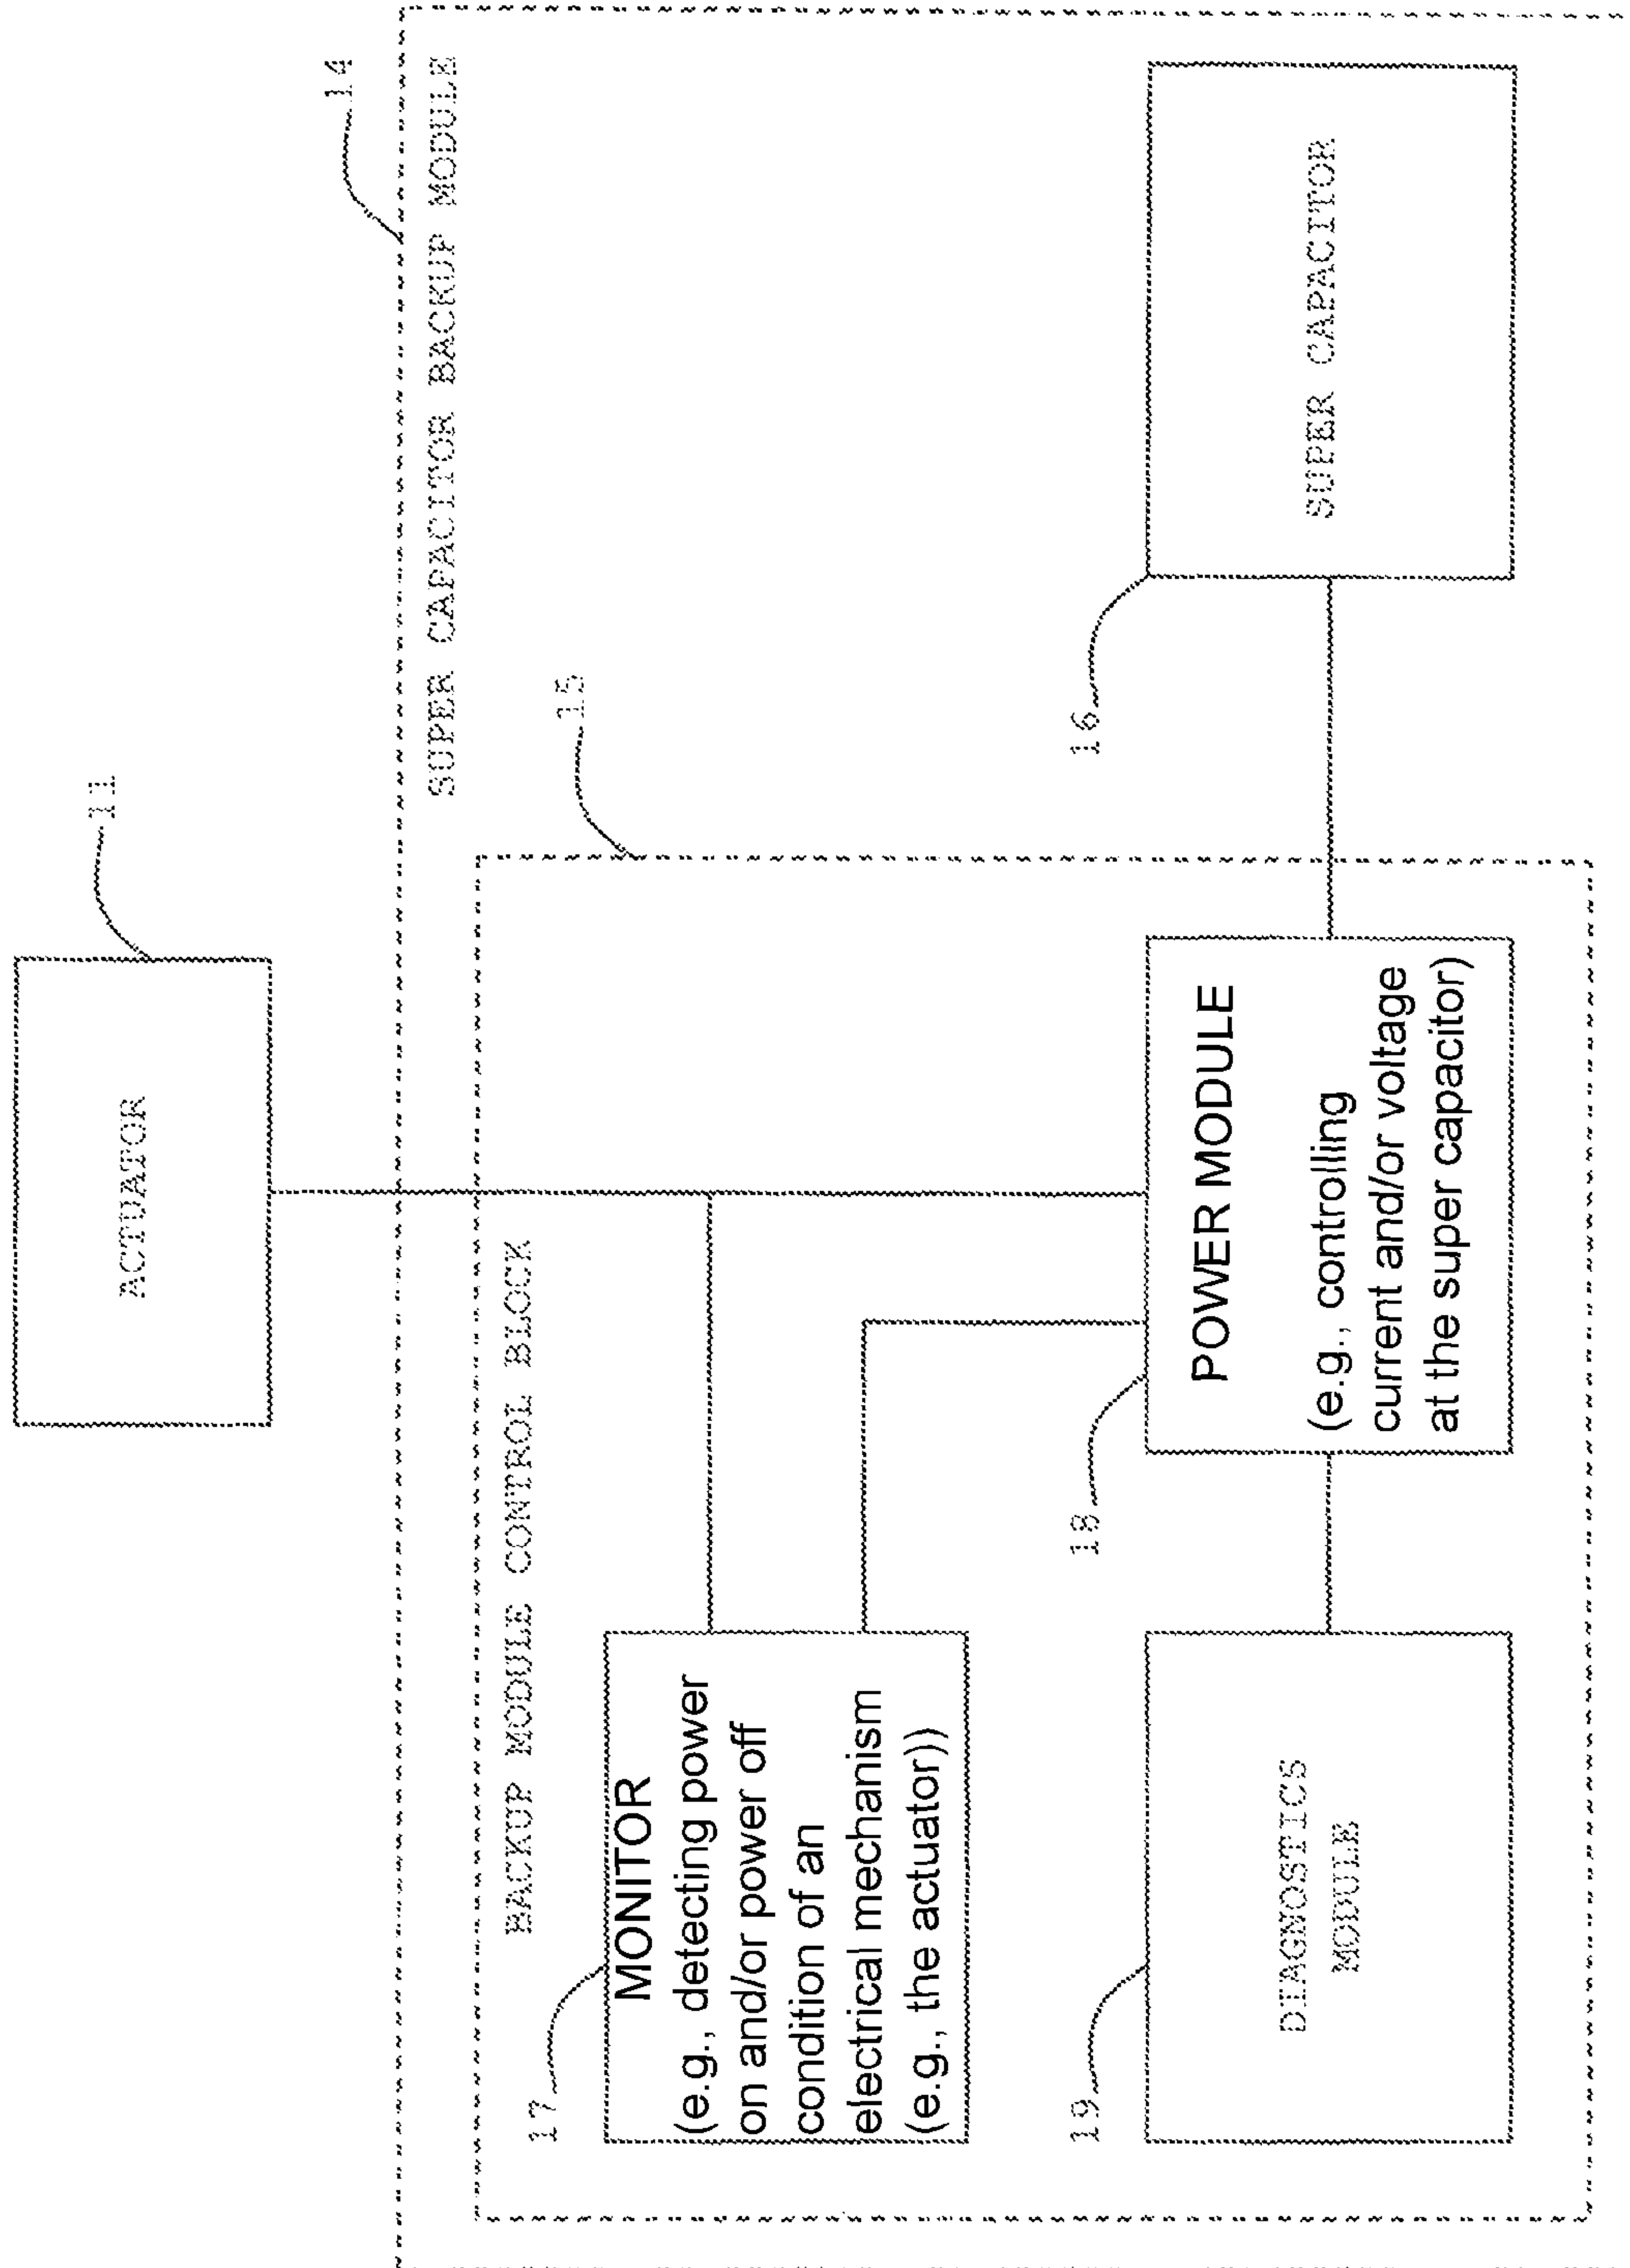 11
ACTUATOR
14
SUPER CAPACITOR BACKUP MODULE
15
BACKUP MODULE CONTROL BLOCK
17
MONITOR
(e.g., detecting power
on and/or power off
condition of an
electrical mechanism
(e.g., the actuator))
18
POWER MODULE
(e.g., controlling
current and/or voltage
at the super capacitor)
16
SUPER CAPACITOR
19
DIAGNOSTICS
MODULE